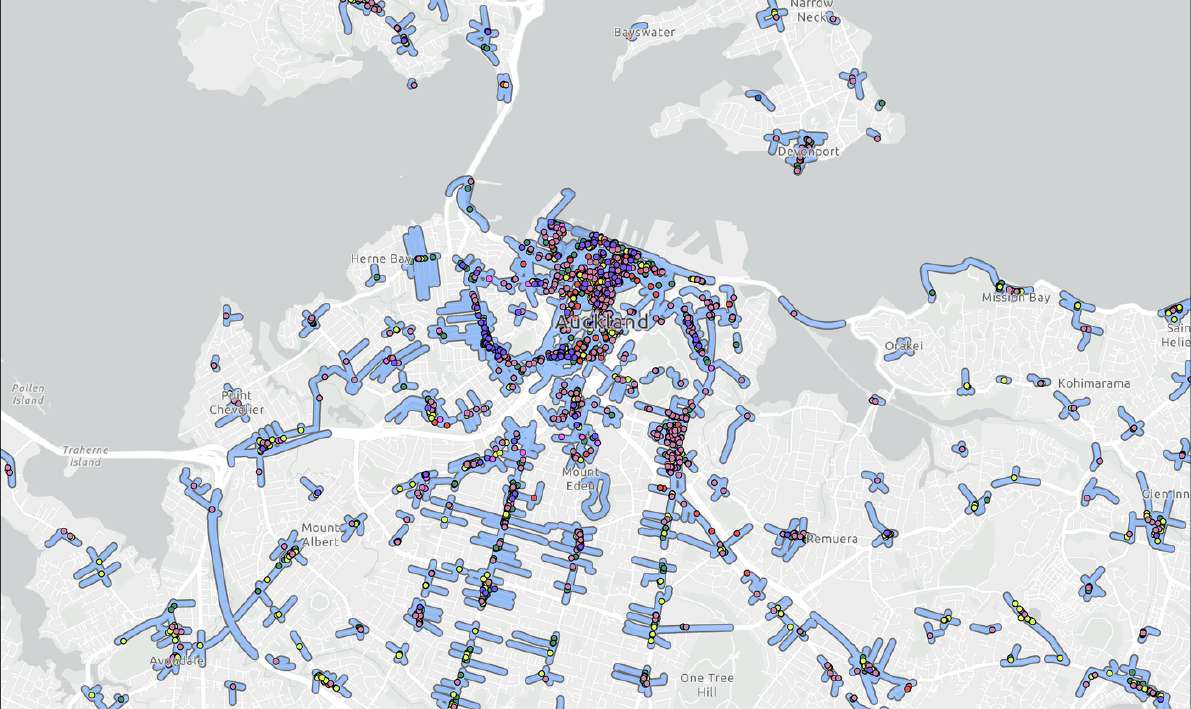 Narrow
Neck
Bayswater
Devonport
Herne Bay
Mission Bay
Auckland
Sain
Helie
Orakei
Pollen
Island
Point
Chevalier
Kohimarama
Traherne
Island
Mount
Eden
Glen Inn
Mount
Albert
Remuera
Avondale
One Tree
Hill